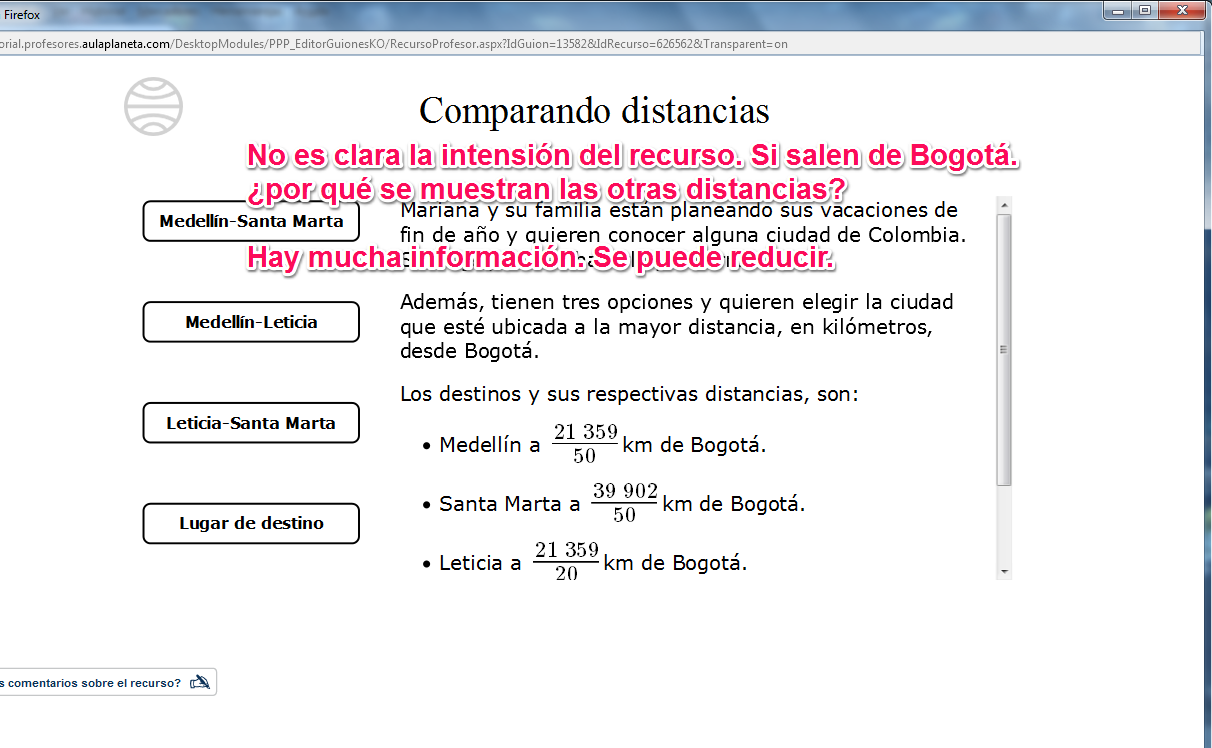 Firefox
orial.profesores.aulaplaneta.com/DesktopModules/PPP_EditorGuionesKO/RecursoProfesor.aspx?IdGuion=13582&IdRecurso=626562&Transparent=on
Comparando distancias
No es clara la intensión del recurso. Si salen de Bogotá.
¿por qué se muestran las otras distancias?
Hay mucha información. Se puede reducir.
Medellín-Santa Marta
Medellín-Leticia
Leticia-Santa Marta
Lugar de destino
Mariana y su familia están planeando sus vacaciones de
fin de año y quieren conocer alguna ciudad de Colombia.
Además, tienen tres opciones y quieren elegir la ciudad
que esté ubicada a la mayor distancia, en kilómetros,
desde Bogotá.
Los destinos y sus respectivas distancias, son:
• Medellín a 21 359/50 km de Bogotá.
• Santa Marta a 39 902/50 km de Bogotá.
• Leticia a 21 359/20 km de Bogotá.
s comentarios sobre el recurso?